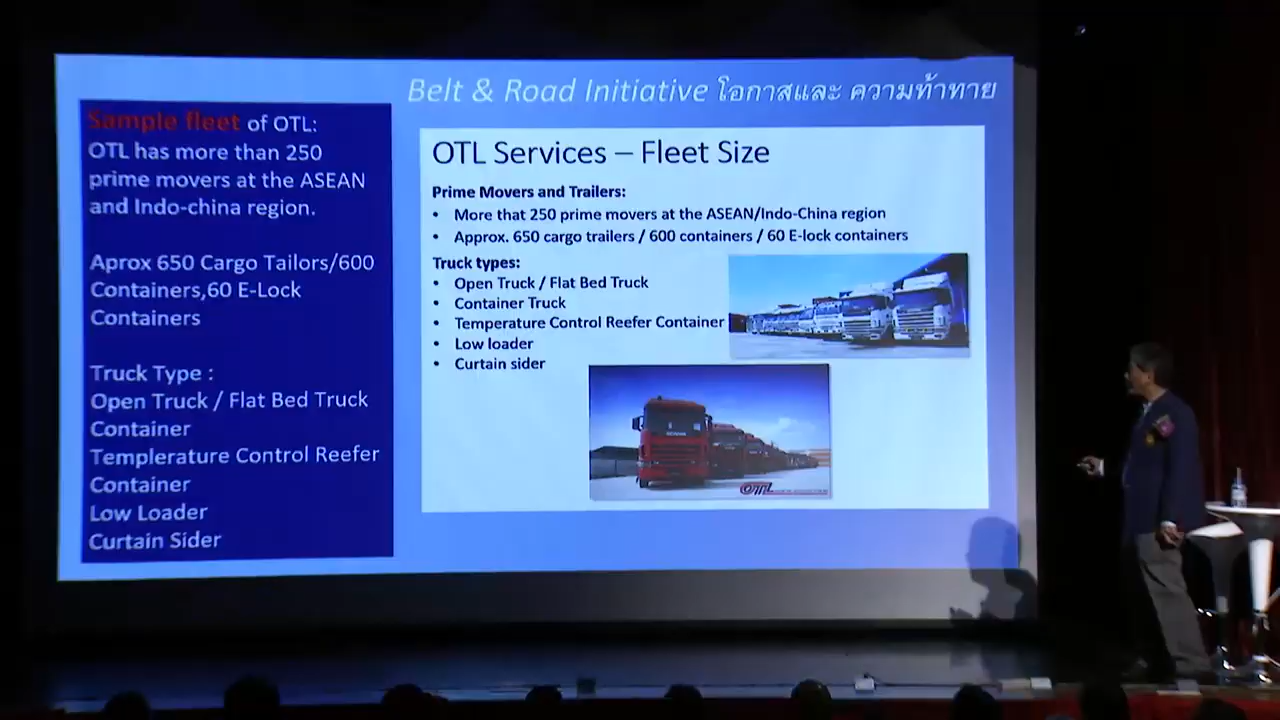 Belt & Road Initiative โอกาสและ ความท้าทาย
Sample fleet of OTL:
OTL has more than 250
prime movers at the ASEAN
and Indo-china region.
Aprox 650 Cargo Tailors/600
Containers,60 E-Lock
Containers
Truck Type :
Open Truck / Flat Bed Truck
Container
Templerature Control Reefer
Container
Low Loader
Curtain Sider
OTL Services – Fleet Size
Prime Movers and Trailers:
• More that 250 prime movers at the ASEAN/Indo-China region
• Approx. 650 cargo trailers / 600 containers / 60 E-lock containers
Truck types:
• Open Truck / Flat Bed Truck
• Container Truck
• Temperature Control Reefer Container
• Low loader
• Curtain sider
OTL